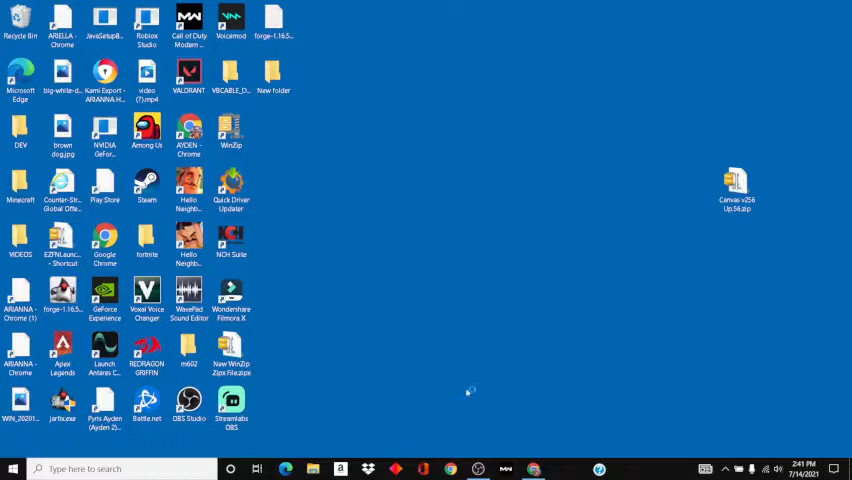 Recycle Bin
ARIELLA -
Chrome
JavaSetup8...
Roblox
Studio
Call of Duty
Modern ...
Voicemod
forge-1.16.5...
Microsoft
Edge
big-white-d...
Kami Export -
ARIANNA H...
video
(7).mp4
VALORANT
VBCABLE_D...
New folder
DEV
brown
dog.jpg
NVIDIA
GeFor...
Among Us
AYDEN -
Chrome
WinZip
Minecraft
Counter-Str...
Global Offe...
Play Store
Steam
Hello
Neighb...
Quick Driver
Updater
Canvas v256
Up.56.zip
VIDEOS
EZFNLaunc...
- Shortcut
Google
Chrome
fortnite
Hello
Neighb...
NCH Suite
ARIANNA -
Chrome (1)
forge-1.16.5...
GeForce
Experience
Voxal Voice
Changer
WavePad
Sound Editor
Wondershare
Filmora X
ARIANNA -
Chrome
Apex
Legends
Launch
Antares C...
REDRAGON
GRIFFIN
m602
New WinZip
Zipx File.zipx
WIN_20201...
jarfix.exe
Pyris Ayden
(Ayden 2)...
Battle.net
OBS Studio
Streamlabs
OBS
Type here to search
2:41 PM
7/14/2021